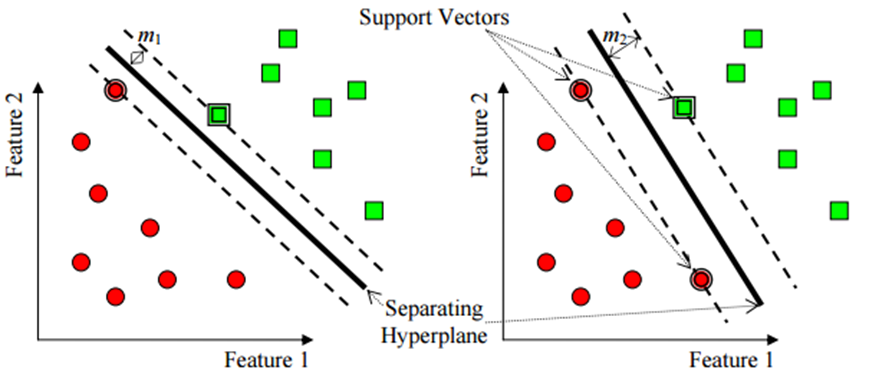 Support Vectors
m1
m2
Feature 2
Feature 2
Separating
Hyperplane
Feature 1
Feature 1